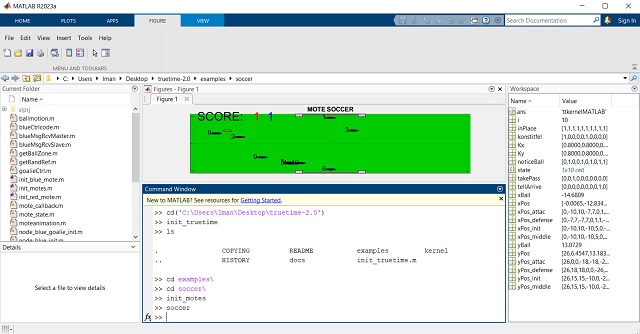 MATLAB R2023a
HOME PLOTS APPS FIGURE VIEW
Search Documentation
Sign In
File Edit View Insert Tools Help
MENU AND TOOLBARS
C: Users Iman Desktop truetime-2.0 examples soccer
Current Folder
Name
slprj
ballmotion.m
blueCtrlcode.m
blueMsgRcvMaster.m
blueMsgRcvSlave.m
getBallZone.m
getRandRef.m
goalieCtrl.m
init_blue_mote.m
init_motes.m
init_red_mote.m
mote_callback.m
mote_state.m
moteanimation.m
node_blue_goalie_init.m
node_blue_init.m
Details
Select a file to view details
Figures - Figure 1
Figure 1
MOTE SOCCER
SCORE: 1 1
Command Window
New to MATLAB? See resources for Getting Started.
>> cd('C:\Users\Iman\Desktop\truetime-2.0')
>> init_truetime
>> ls
. COPYING README examples kernel
.. HISTORY docs init_truetime.m
>> cd examples\
>> cd soccer\
>> init_motes
>> soccer
fx >>
Workspace
Name Value
ans 'ttkernelMATLAB'
i 10
inPlace [1,1,1,1,1,1,1,1,1,1]
konstitfel [0,1,0,0,0,1,0,0,0,0]
Kx [0.8000,0.8000,0....
Ky [0.8000,0.8000,0....
noticeBall [0,1,0,1,0,1,0,1,0,1]
state 1x10 cell
takePass [0,0,1,0,0,0,1,0,0,0]
tellArrive [0,0,0,0,0,0,0,0,1,0]
xBall -14.6809
xPos [-0.0065,-12.834...
xPos_attac [0,-10,10,-7,7,0,1...
xPos_defense [0,-7,7,-7,7,0,1...
xPos_init [0,-10,10,-10,5,0...
xPos_middle [0,-10,10,-10,5,0...
yBall 13.0729
yPos [26,6.4547,13.183...
yPos_attac [26,0,0,-18,-18,-2...
yPos_defense [26,18,18,0,0,-26...
yPos_init [26,15,15,-10,0,-2...
yPos_middle [26,15,15,-10,0,-2...